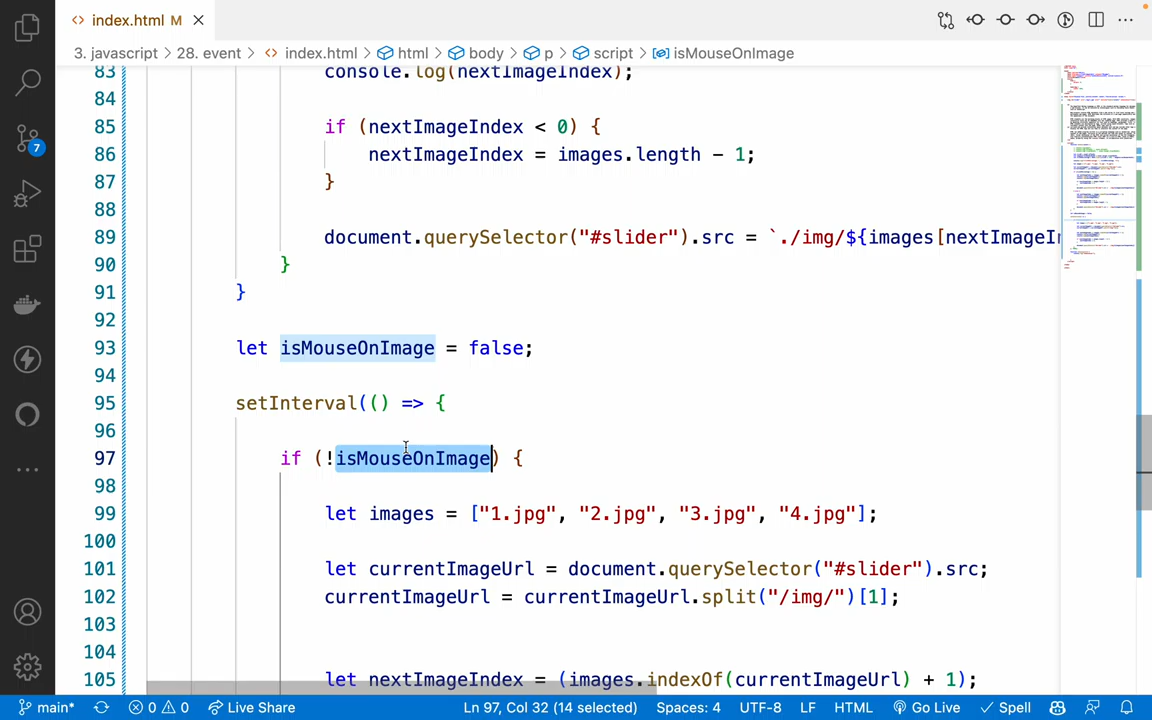 index.html M
3. javascript > 28. event > index.html > html > body > p > script > isMouseOnImage
83 console.log(nextImageIndex);
84
85 if (nextImageIndex < 0) {
86 nextImageIndex = images.length - 1;
87 }
88
89 document.querySelector("#slider").src = `./img/${images[nextImageIn
90 }
91 }
92
93 let isMouseOnImage = false;
94
95 setInterval(() => {
96
97 if (!isMouseOnImage) {
98
99 let images = ["1.jpg", "2.jpg", "3.jpg", "4.jpg"];
100
101 let currentImageUrl = document.querySelector("#slider").src;
102 currentImageUrl = currentImageUrl.split("/img/")[1];
103
104
105 let nextImageIndex = (images.indexOf(currentImageUrl) + 1);
7
main* 0 0 Live Share Ln 97, Col 32 (14 selected) Spaces: 4 UTF-8 LF HTML Go Live Spell